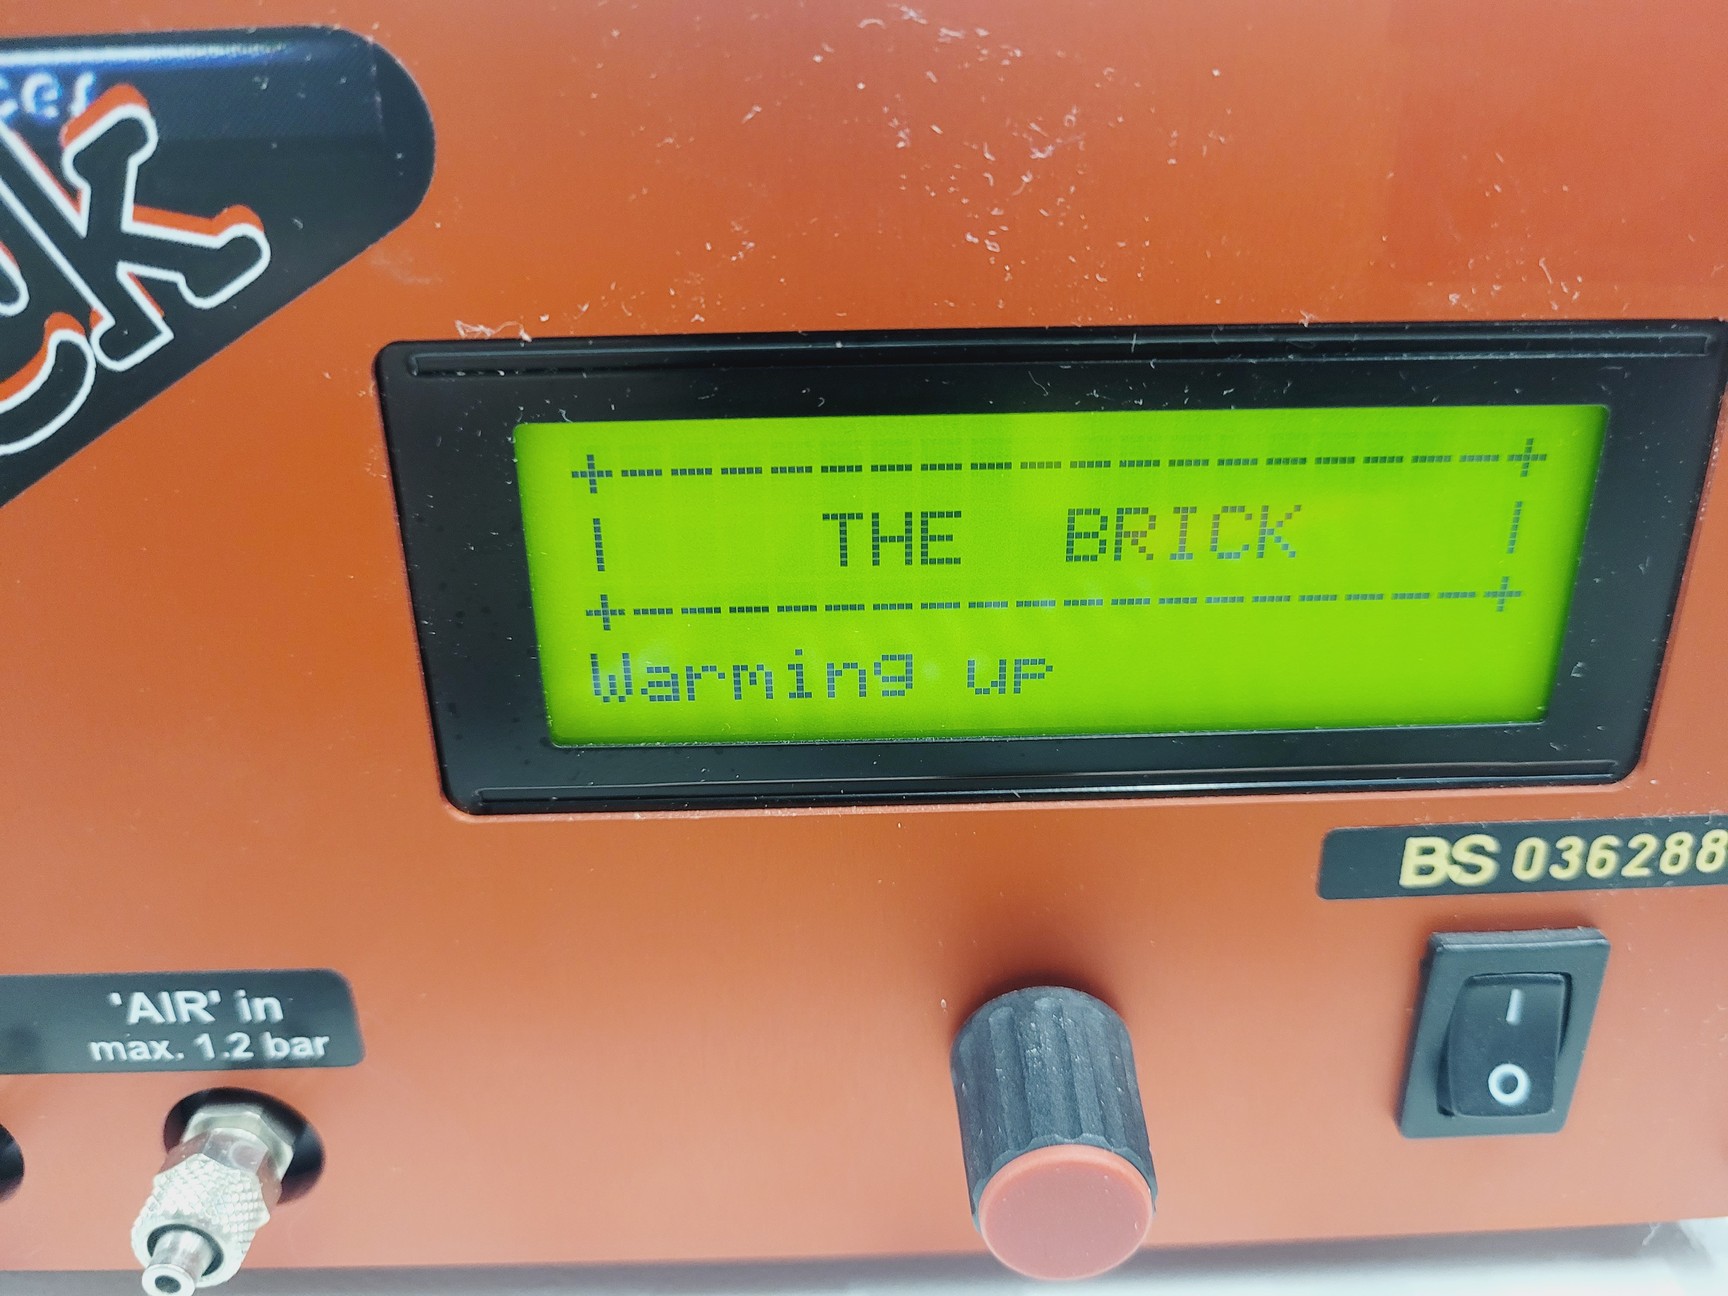 +------------------+
|     THE  BRICK     |
+------------------+
Warming up
BS 036288
'AIR' in
max. 1.2 bar
I
O